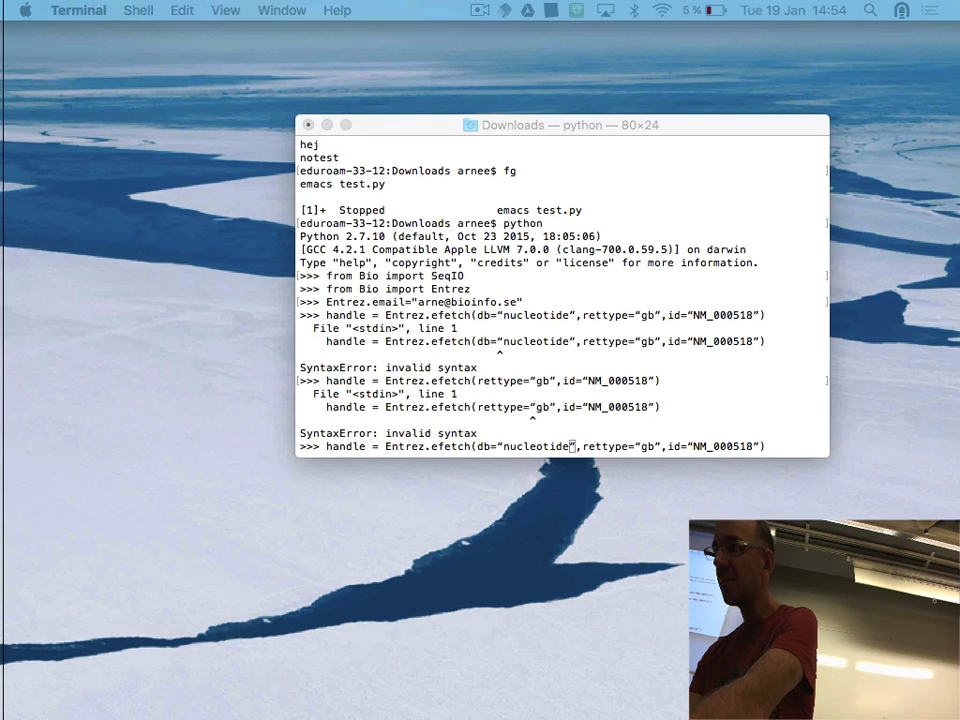 Terminal Shell Edit View Window Help 5 % Tue 19 Jan 14:54
Downloads — python — 80×24
hej
notest
[eduroam-33-12:Downloads arnee$ fg ]
emacs test.py
[1]+  Stopped                 emacs test.py
[eduroam-33-12:Downloads arnee$ python ]
Python 2.7.10 (default, Oct 23 2015, 18:05:06)
[GCC 4.2.1 Compatible Apple LLVM 7.0.0 (clang-700.0.59.5)] on darwin
Type "help", "copyright", "credits" or "license" for more information.
[>>> from Bio import SeqIO ]
[>>> from Bio import Entrez ]
[>>> Entrez.email="arne@bioinfo.se" ]
[>>> handle = Entrez.efetch(db=“nucleotide”,rettype=“gb”,id=“NM_000518”) ]
  File "<stdin>", line 1
    handle = Entrez.efetch(db=“nucleotide”,rettype=“gb”,id=“NM_000518”)
                              ^
SyntaxError: invalid syntax
[>>> handle = Entrez.efetch(rettype=“gb”,id=“NM_000518”) ]
  File "<stdin>", line 1
    handle = Entrez.efetch(rettype=“gb”,id=“NM_000518”)
                                   ^
SyntaxError: invalid syntax
>>> handle = Entrez.efetch(db=“nucleotide”,rettype=“gb”,id=“NM_000518”)